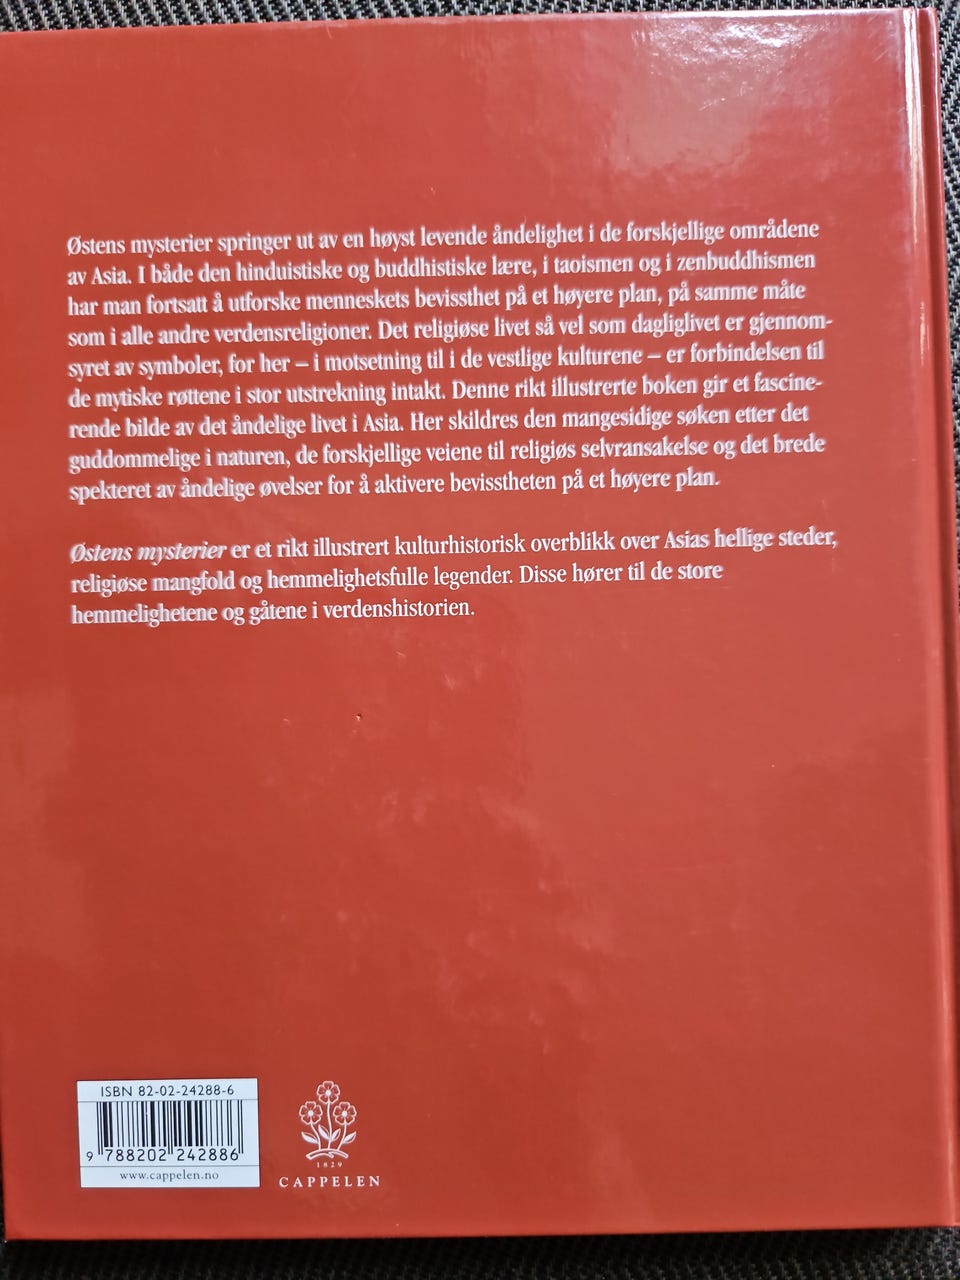 Østens mysterier springer ut av en høyst levende åndelighet i de forskjellige områdene
av Asia. I både den hinduistiske og buddhistiske lære, i taoismen og i zenbuddhismen
har man fortsatt å utforske menneskets bevissthet på et høyere plan, på samme måte
som i alle andre verdensreligioner. Det religiøse livet så vel som dagliglivet er gjennom-
syret av symboler, for her – i motsetning til i de vestlige kulturene – er forbindelsen til
de mytiske røttene i stor utstrekning intakt. Denne rikt illustrerte boken gir et fascine-
rende bilde av det åndelige livet i Asia. Her skildres den mangesidige søken etter det
guddommelige i naturen, de forskjellige veiene til religiøs selvransakelse og det brede
spekteret av åndelige øvelser for å aktivere bevisstheten på et høyere plan.
Østens mysterier er et rikt illustrert kulturhistorisk overblikk over Asias hellige steder,
religiøse mangfold og hemmelighetsfulle legender. Disse hører til de store
hemmelighetene og gåtene i verdenshistorien.
ISBN 82-02-24288-6
9 788202 242886
www.cappelen.no
1829
CAPPELEN